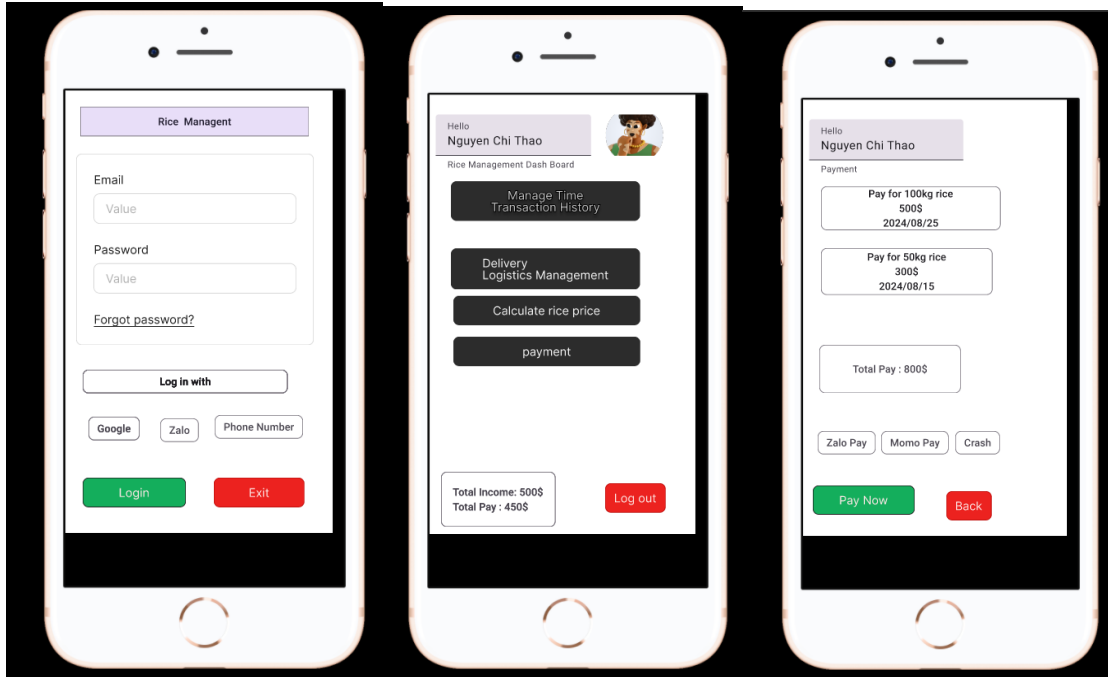 Rice Managent
Email
Value
Password
Value
Forgot password?
Log in with
Google
Zalo
Phone Number
Login
Exit
Hello
Nguyen Chi Thao
Rice Management Dash Board
Manage Time
Transaction History
Delivery
Logistics Management
Calculate rice price
payment
Total Income: 500$
Total Pay : 450$
Log out
Hello
Nguyen Chi Thao
Payment
Pay for 100kg rice
500$
2024/08/25
Pay for 50kg rice
300$
2024/08/15
Total Pay : 800$
Zalo Pay
Momo Pay
Crash
Pay Now
Back